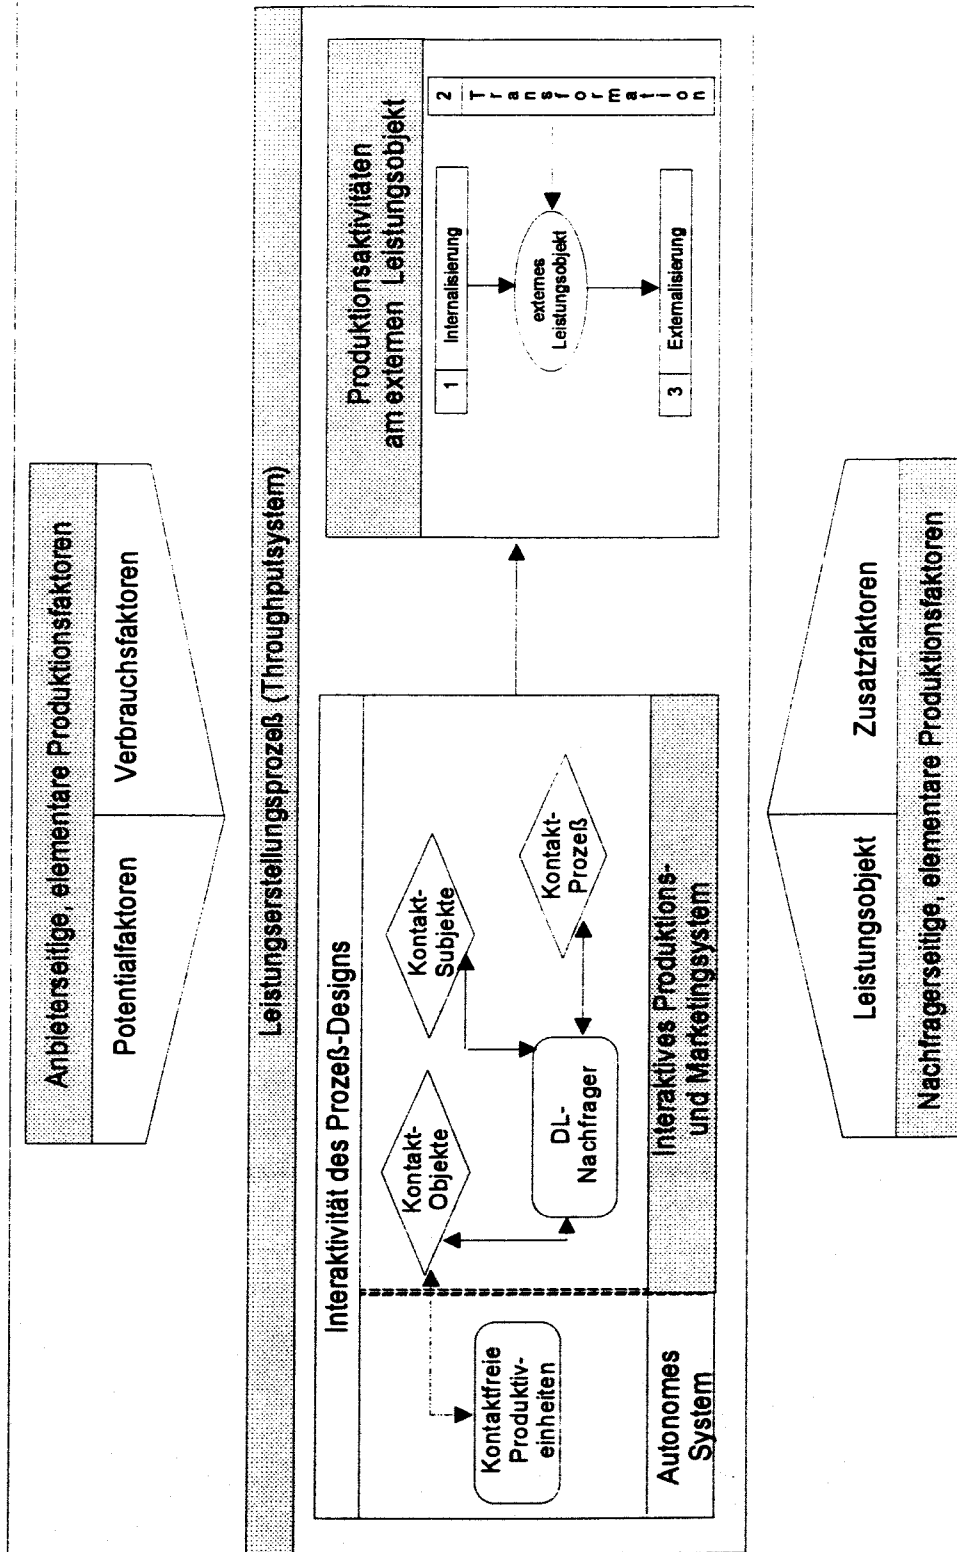 Anbieterseitige, elementare Produktionsfaktoren
Potentialfaktoren
Verbrauchsfaktoren
Leistungserstellungsprozeß (Throughputsystem)
Interaktivität des Prozeß-Designs
Kontaktfreie
Produktiv-
einheiten
Kontakt-
Objekte
Kontakt-
Subjekte
DL-
Nachfrager
Kontakt-
Prozeß
Autonomes
System
Interaktives Produktions-
und Marketingsystem
Produktionsaktivitäten
am externen Leistungsobjekt
1 Internalisierung
2 Transformation
externes
Leistungsobjekt
3 Externalisierung
Leistungsobjekt
Zusatzfaktoren
Nachfragerseitige, elementare Produktionsfaktoren